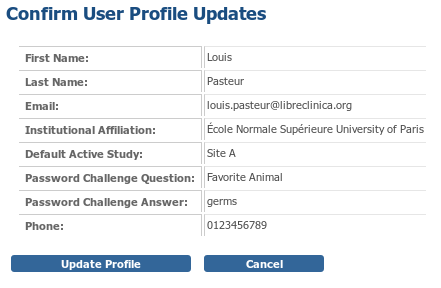 Confirm User Profile Updates
First Name: Louis
Last Name: Pasteur
Email: louis.pasteur@libreclinica.org
Institutional Affiliation: École Normale Supérieure University of Paris
Default Active Study: Site A
Password Challenge Question: Favorite Animal
Password Challenge Answer: germs
Phone: 0123456789
Update Profile Cancel